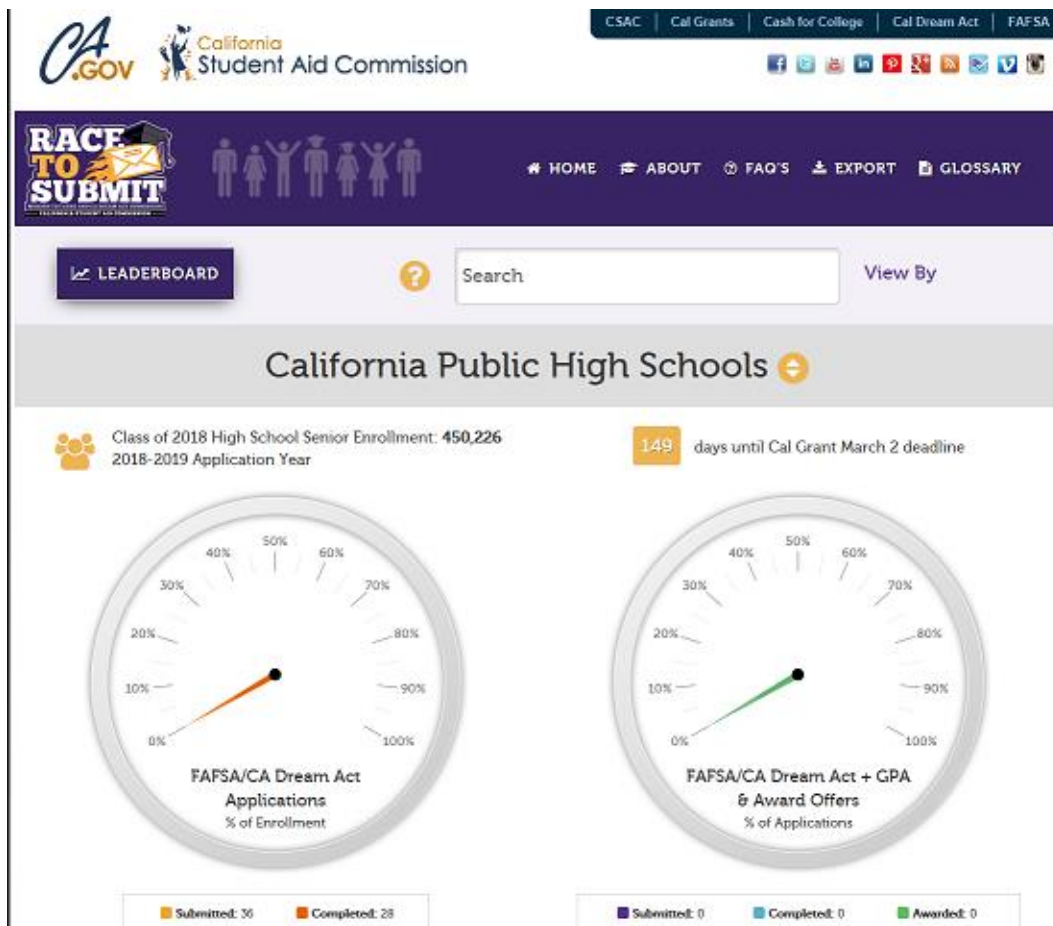 CSAC | Cal Grants | Cash for College | Cal Dream Act | FAFSA
CA.GOV
California
Student Aid Commission
RACE
TO
SUBMIT
HOME ABOUT FAQ'S EXPORT GLOSSARY
LEADERBOARD
?
Search
View By
California Public High Schools
Class of 2018 High School Senior Enrollment: 450,226
2018-2019 Application Year
149 days until Cal Grant March 2 deadline
0%
10%
20%
30%
40%
50%
60%
70%
80%
90%
100%
FAFSA/CA Dream Act
Applications
% of Enrollment
Submitted: 36 Completed: 28
0%
10%
20%
30%
40%
50%
60%
70%
80%
90%
100%
FAFSA/CA Dream Act + GPA
& Award Offers
% of Applications
Submitted: 0 Completed: 0 Awarded: 0